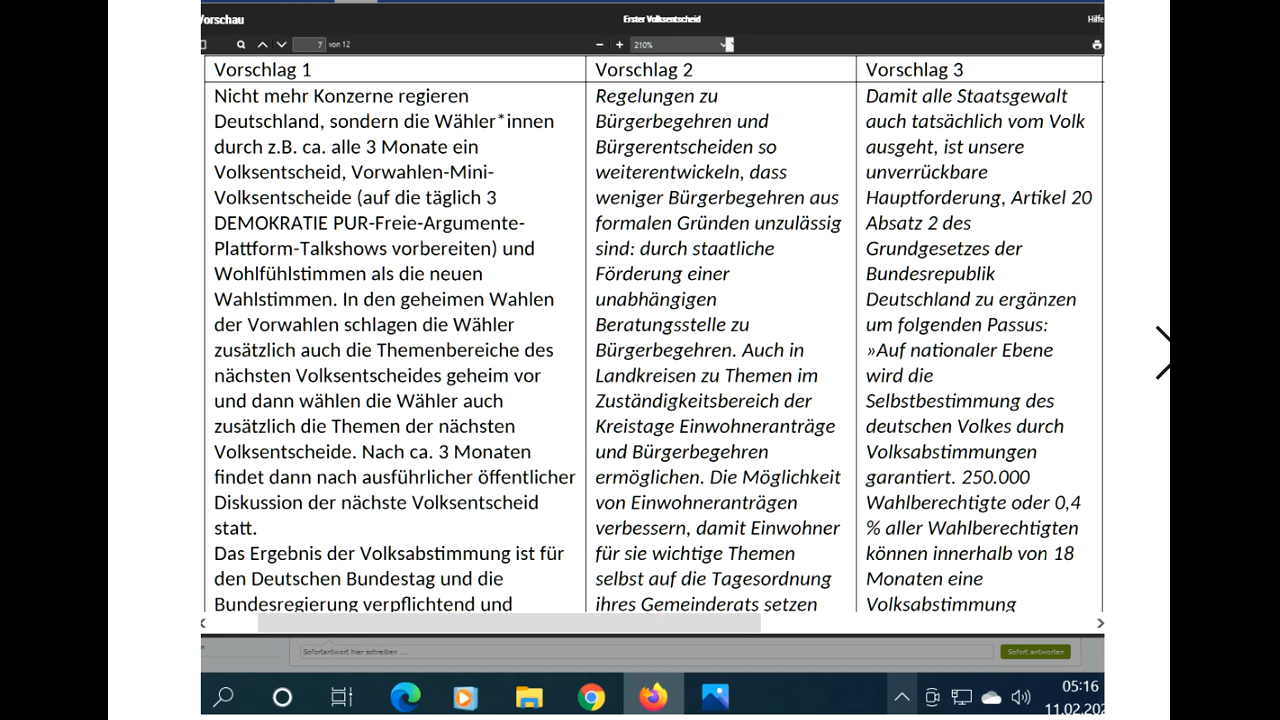 Vorschau
Erster Volksentscheid
Hilfe
7 von 12
210%
Vorschlag 1
Nicht mehr Konzerne regieren
Deutschland, sondern die Wähler*innen
durch z.B. ca. alle 3 Monate ein
Volksentscheid, Vorwahlen-Mini-
Volksentscheide (auf die täglich 3
DEMOKRATIE PUR-Freie-Argumente-
Plattform-Talkshows vorbereiten) und
Wohlfühlstimmen als die neuen
Wahlstimmen. In den geheimen Wahlen
der Vorwahlen schlagen die Wähler
zusätzlich auch die Themenbereiche des
nächsten Volksentscheides geheim vor
und dann wählen die Wähler auch
zusätzlich die Themen der nächsten
Volksentscheide. Nach ca. 3 Monaten
findet dann nach ausführlicher öffentlicher
Diskussion der nächste Volksentscheid
statt.
Das Ergebnis der Volksabstimmung ist für
den Deutschen Bundestag und die
Bundesregierung verpflichtend und
Vorschlag 2
Regelungen zu
Bürgerbegehren und
Bürgerentscheiden so
weiterentwickeln, dass
weniger Bürgerbegehren aus
formalen Gründen unzulässig
sind: durch staatliche
Förderung einer
unabhängigen
Beratungsstelle zu
Bürgerbegehren. Auch in
Landkreisen zu Themen im
Zuständigkeitsbereich der
Kreistage Einwohneranträge
und Bürgerbegehren
ermöglichen. Die Möglichkeit
von Einwohneranträgen
verbessern, damit Einwohner
für sie wichtige Themen
selbst auf die Tagesordnung
ihres Gemeinderats setzen
Vorschlag 3
Damit alle Staatsgewalt
auch tatsächlich vom Volk
ausgeht, ist unsere
unverrückbare
Hauptforderung, Artikel 20
Absatz 2 des
Grundgesetzes der
Bundesrepublik
Deutschland zu ergänzen
um folgenden Passus:
»Auf nationaler Ebene
wird die
Selbstbestimmung des
deutschen Volkes durch
Volksabstimmungen
garantiert. 250.000
Wahlberechtigte oder 0,4
% aller Wahlberechtigten
können innerhalb von 18
Monaten eine
Volksabstimmung
Sofortantwort hier schreiben ...
Sofort antworten
05:16
11.02.202